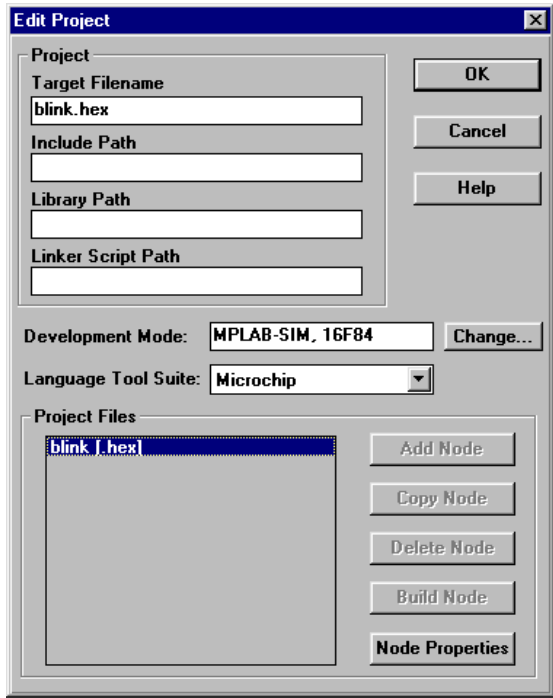 Edit Project
Project
Target Filename
blink.hex
Include Path
Library Path
Linker Script Path
OK
Cancel
Help
Development Mode: MPLAB-SIM, 16F84 Change...
Language Tool Suite: Microchip
Project Files
blink [.hex]
Add Node
Copy Node
Delete Node
Build Node
Node Properties